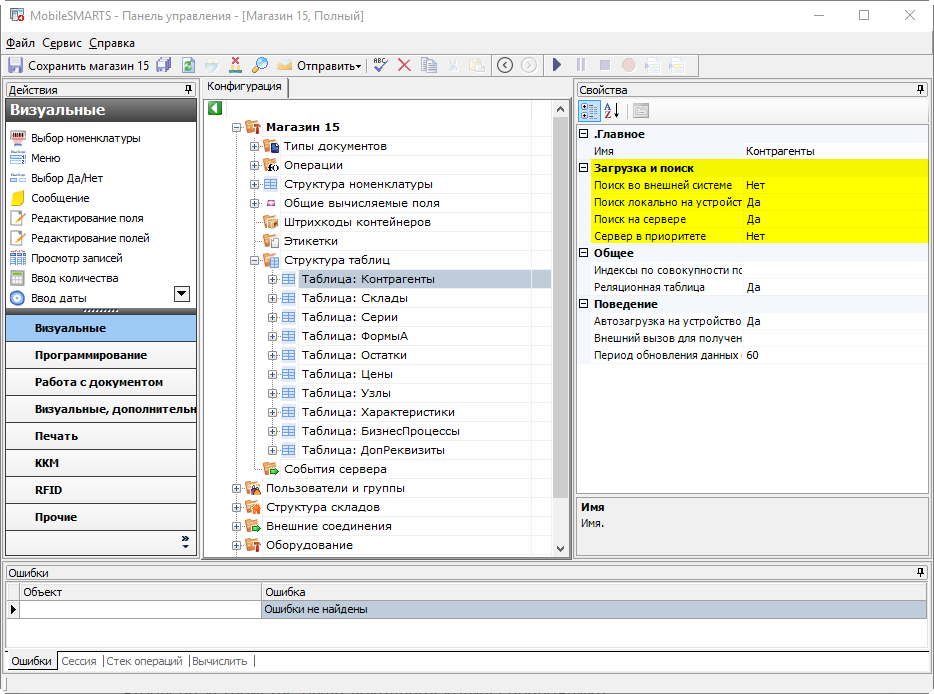 MobileSMARTS - Панель управления - [Магазин 15, Полный]
Файл Сервис Справка
Сохранить магазин 15 Отправить
Действия
Визуальные
Выбор номенклатуры
Меню
Выбор Да/Нет
Сообщение
Редактирование поля
Редактирование полей
Просмотр записей
Ввод количества
Ввод даты
Визуальные
Программирование
Работа с документом
Визуальные, дополнительн
Печать
ККМ
RFID
Прочие
Конфигурация
Магазин 15
Типы документов
Операции
Структура номенклатуры
Общие вычисляемые поля
Штрихкоды контейнеров
Этикетки
Структура таблиц
Таблица: Контрагенты
Таблица: Склады
Таблица: Серии
Таблица: ФормыА
Таблица: Остатки
Таблица: Цены
Таблица: Узлы
Таблица: Характеристики
Таблица: БизнесПроцессы
Таблица: ДопРеквизиты
События сервера
Пользователи и группы
Структура складов
Внешние соединения
Оборудование
Свойства
.Главное
Имя Контрагенты
Загрузка и поиск
Поиск во внешней системе Нет
Поиск локально на устройст Да
Поиск на сервере Да
Сервер в приоритете Нет
Общее
Индексы по совокупности пс
Реляционная таблица Да
Поведение
Автозагрузка на устройство Да
Внешний вызов для получен
Период обновления данных 60
Имя
Имя.
Ошибки
Объект Ошибка
Ошибки не найдены
Ошибки Сессия Стек операций Вычислить